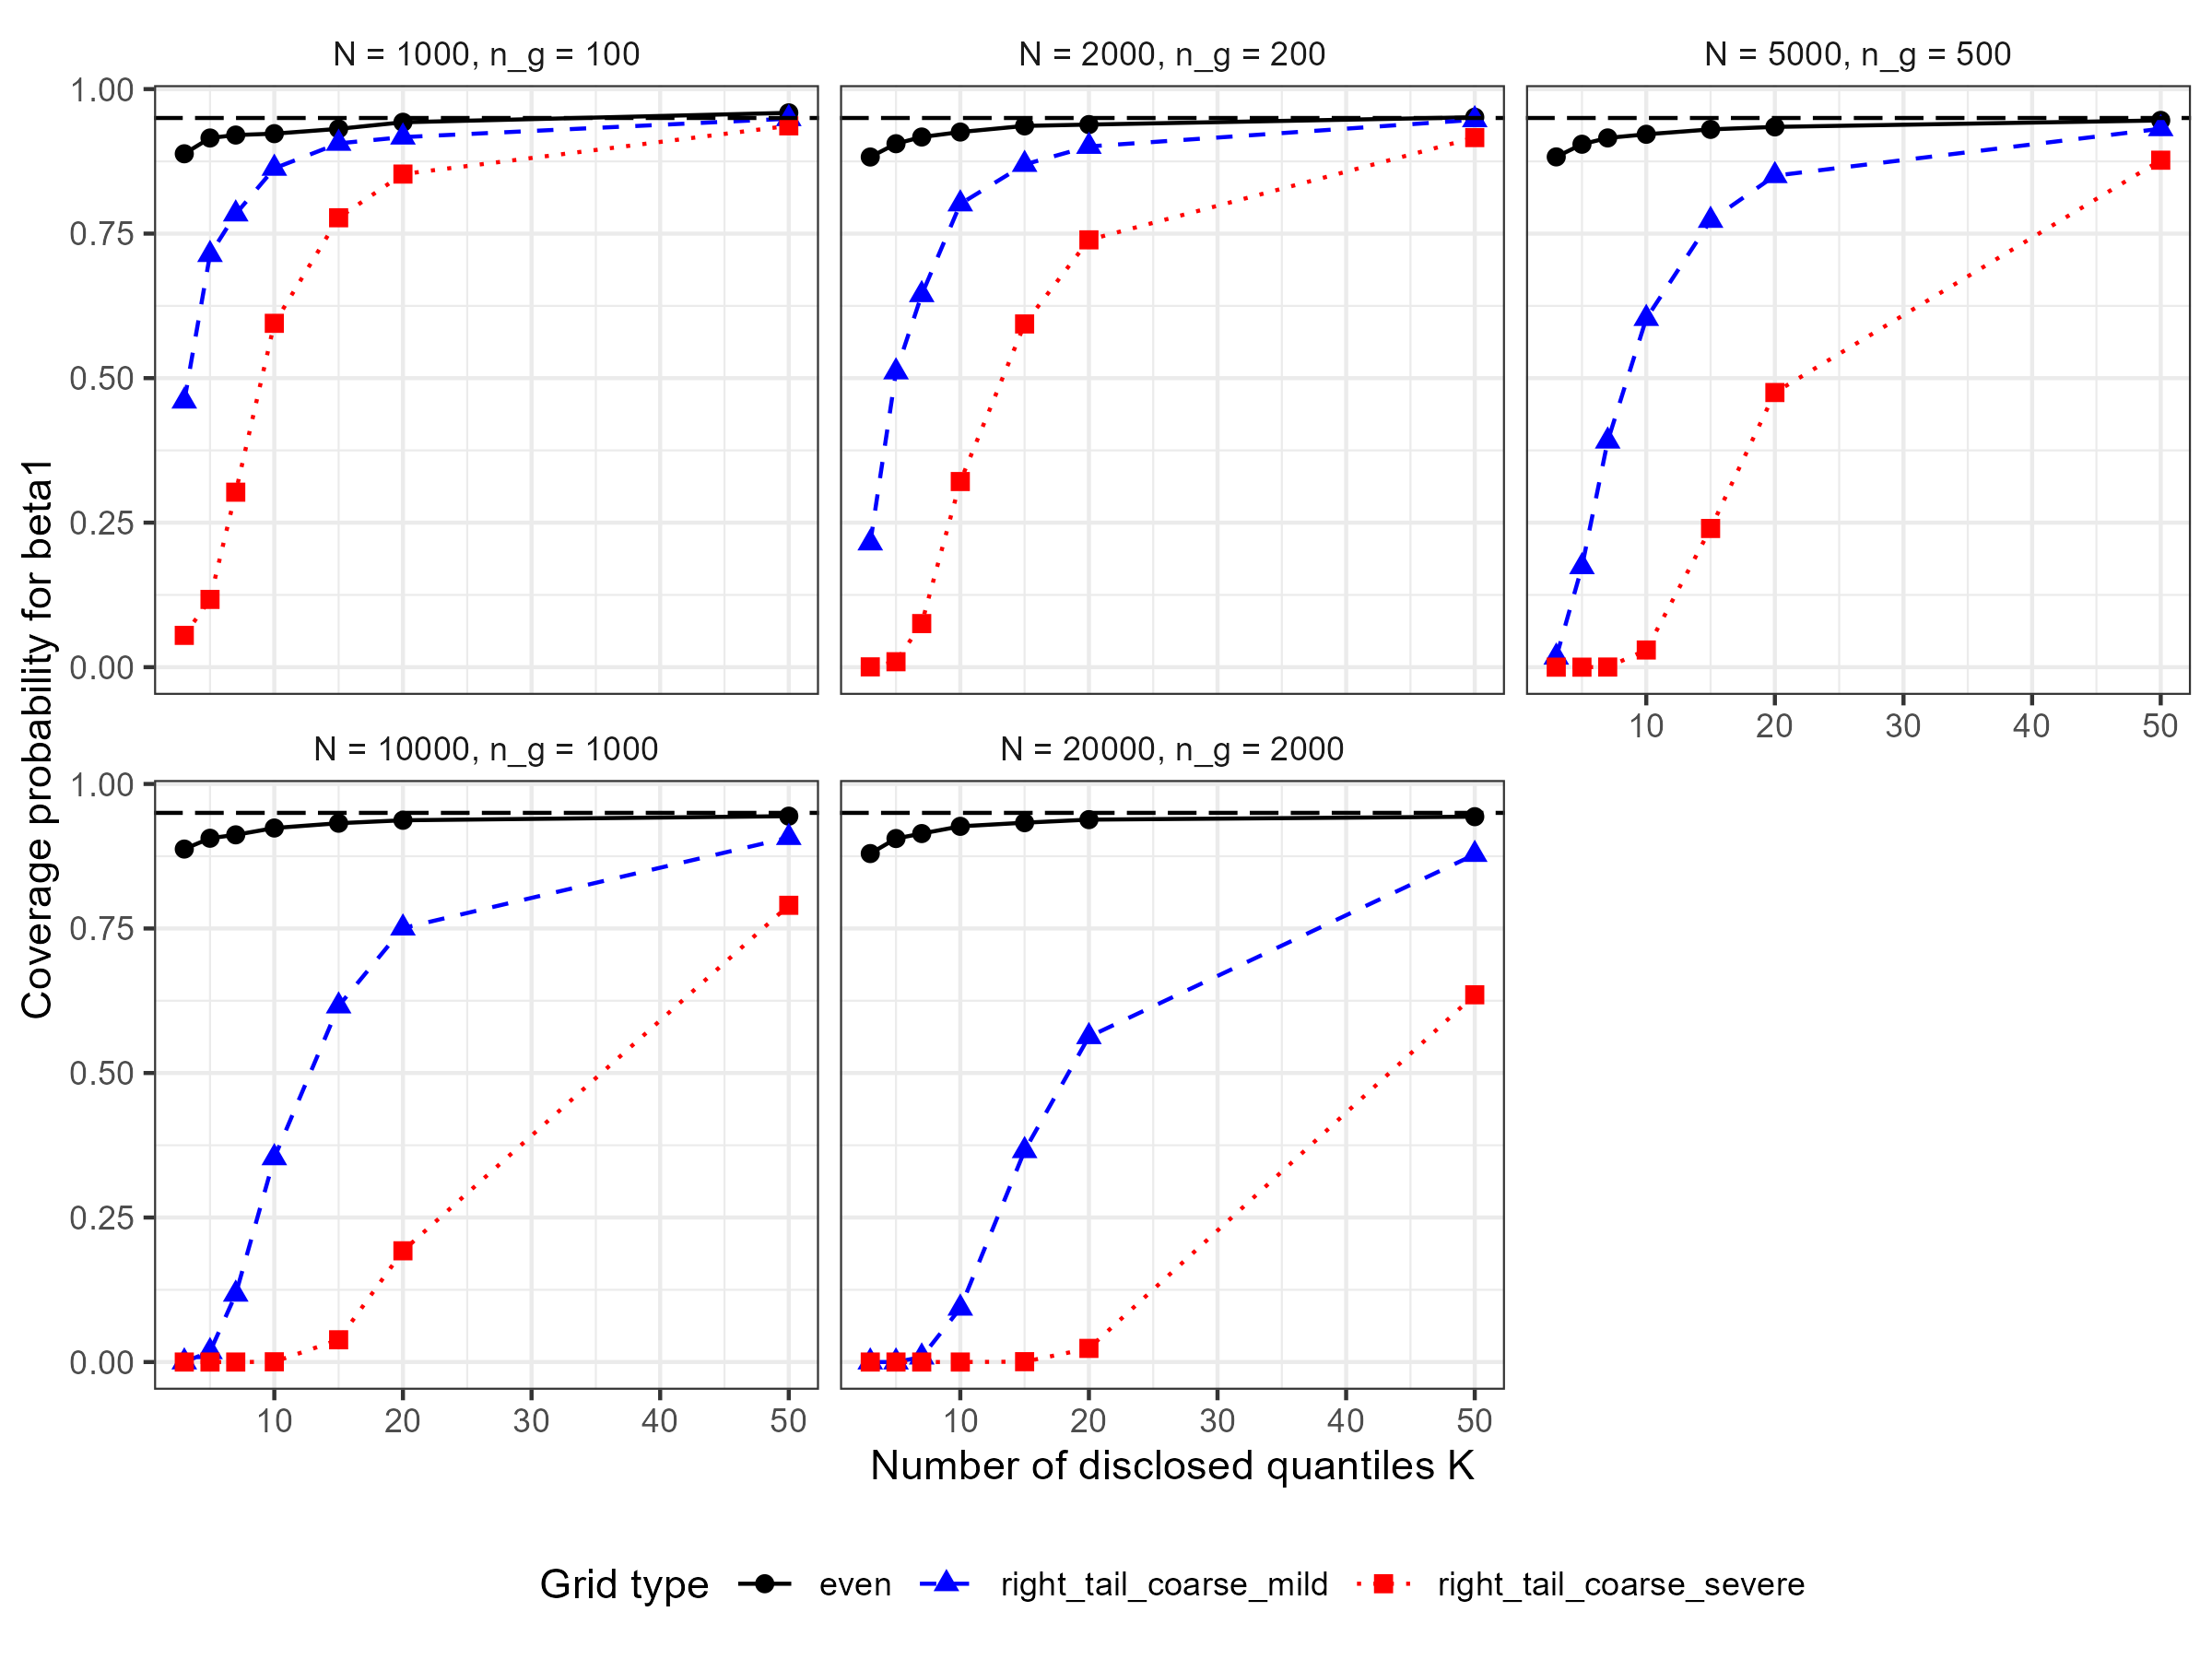 N = 1000, n_g = 100
N = 2000, n_g = 200
N = 5000, n_g = 500
1.00
0.75
0.50
0.25
0.00
10 20 30 40 50
N = 10000, n_g = 1000
N = 20000, n_g = 2000
1.00
0.75
0.50
0.25
0.00
10 20 30 40 50
10 20 30 40 50
Coverage probability for beta1
Number of disclosed quantiles K
Grid type even right_tail_coarse_mild right_tail_coarse_severe